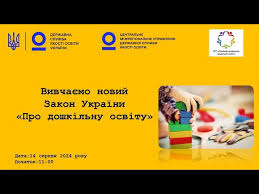 ДЕРЖАВНА
СЛУЖБА
ЯКОСТІ ОСВІТИ
УКРАЇНИ
ЦЕНТРАЛЬНЕ
МІЖРЕГІОНАЛЬНЕ УПРАВЛІННЯ
ДЕРЖАВНОЇ СЛУЖБИ
ЯКОСТІ ОСВІТИ
Вивчаємо новий
Закон України
«Про дошкільну освіту»
Дата:14 серпня 2024 року
Початок:11:00